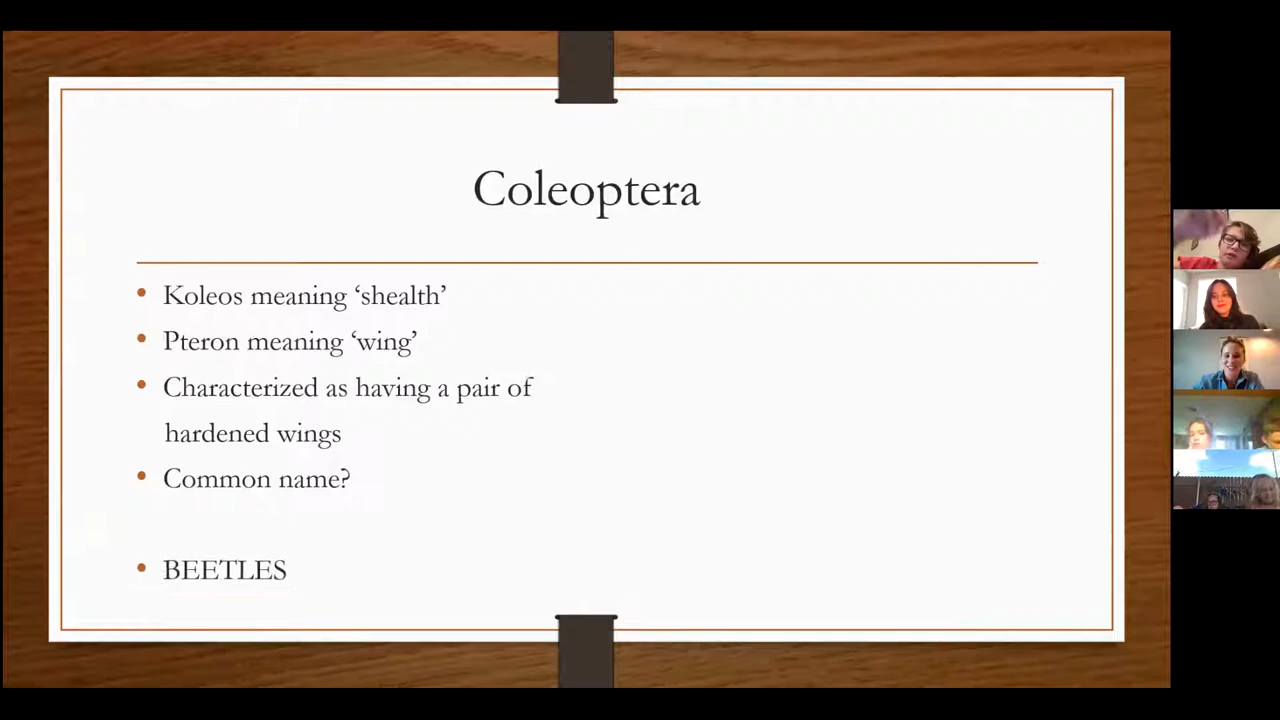 Coleoptera
• Koleos meaning ‘shealth’
• Pteron meaning ‘wing’
• Characterized as having a pair of
hardened wings
• Common name?
• BEETLES